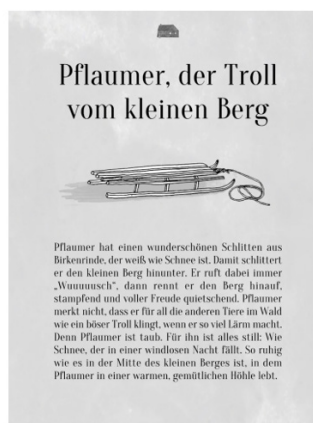 Pflaumer, der Troll
vom kleinen Berg
Pflaumer hat einen wunderschönen Schlitten aus
Birkenrinde, der weiß wie Schnee ist. Damit schlittert
er den kleinen Berg hinunter. Er ruft dabei immer
„Wuuuuusch“, dann rennt er den Berg hinauf,
stampfend und voller Freude quietschend. Pflaumer
merkt nicht, dass er für all die anderen Tiere im Wald
wie ein böser Troll klingt, wenn er so viel Lärm macht.
Denn Pflaumer ist taub. Für ihn ist alles still: Wie
Schnee, der in einer windlosen Nacht fällt. So ruhig
wie es in der Mitte des kleinen Berges ist, in dem
Pflaumer in einer warmen, gemütlichen Höhle lebt.